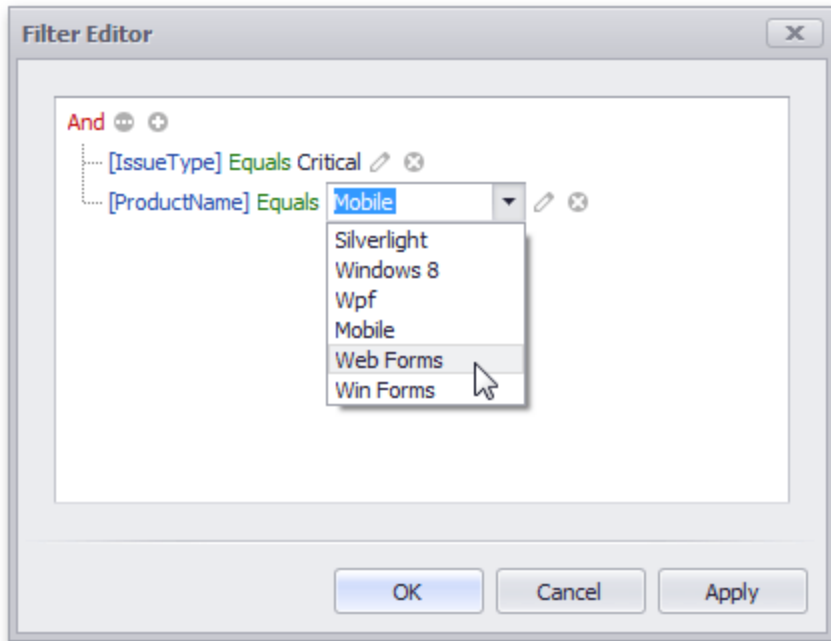 Filter Editor
And
[IssueType] Equals Critical
[ProductName] Equals Mobile
Silverlight
Windows 8
Wpf
Mobile
Web Forms
Win Forms
OK Cancel Apply